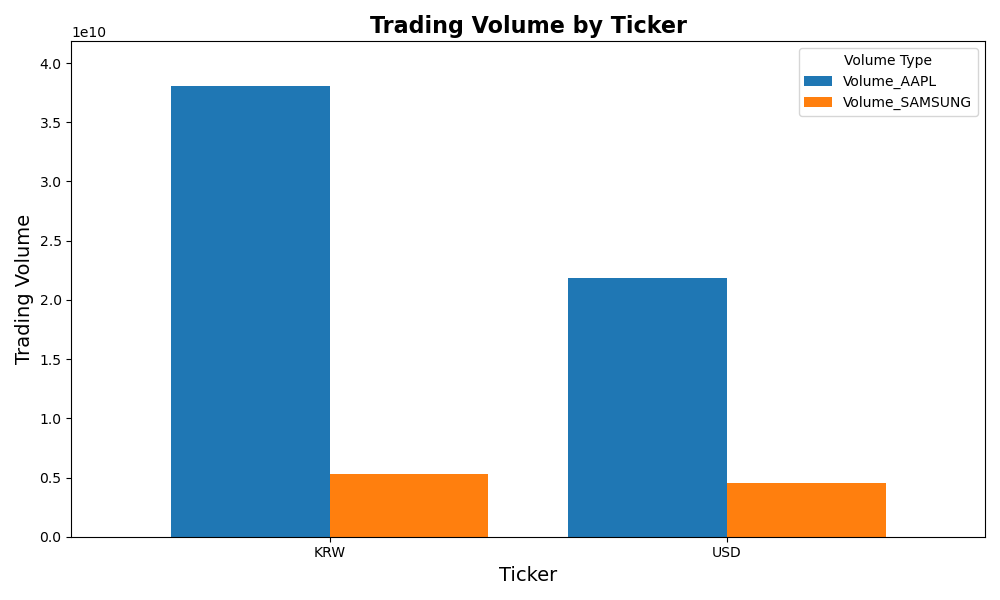 Trading Volume by Ticker
1e10
4.0
3.5
3.0
2.5
2.0
1.5
1.0
0.5
0.0
Trading Volume
Volume Type
Volume_AAPL
Volume_SAMSUNG
KRW
USD
Ticker